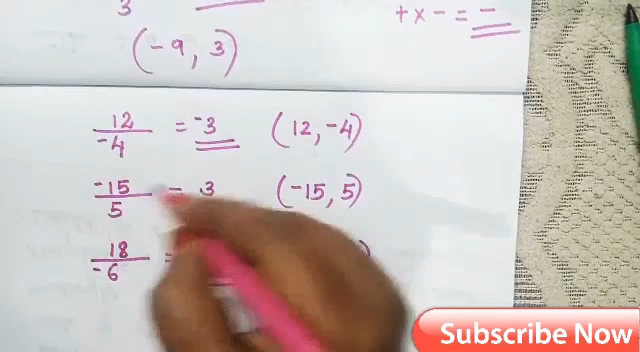 3
+ x - = -
(-9, 3)
12/-4 = -3 (12, -4)
-15/5 = 3 (-15, 5)
18/-6 = )
Subscribe Now